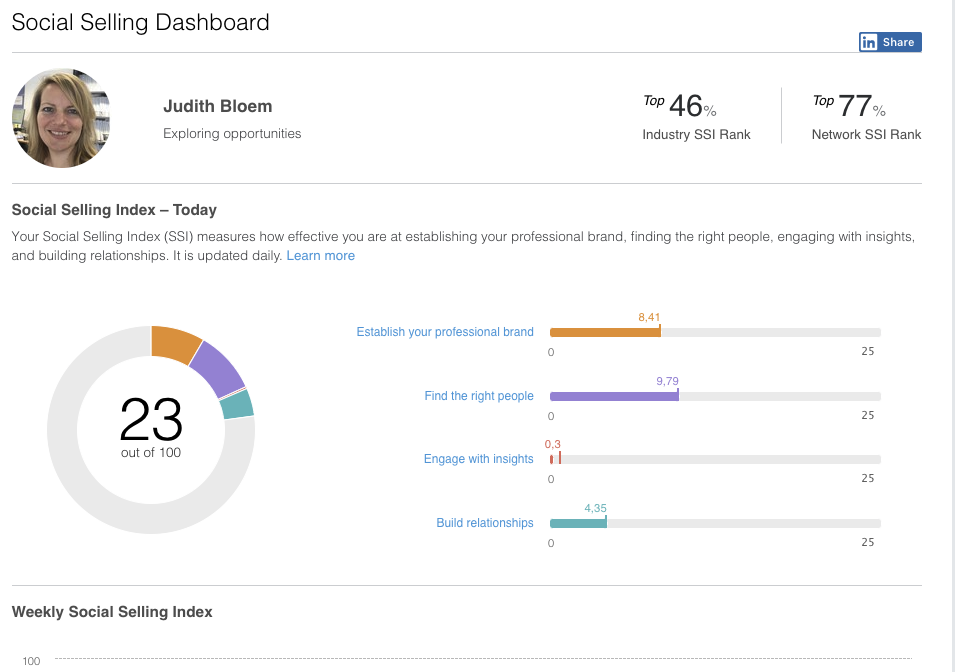 Social Selling Dashboard
in Share
Judith Bloem
Exploring opportunities
Top 46%
Industry SSI Rank
Top 77%
Network SSI Rank
Social Selling Index – Today
Your Social Selling Index (SSI) measures how effective you are at establishing your professional brand, finding the right people, engaging with insights,
and building relationships. It is updated daily. Learn more
23
out of 100
Establish your professional brand
8,41
0 25
Find the right people
9,79
0 25
Engage with insights
0,3
0 25
Build relationships
4,35
0 25
Weekly Social Selling Index
100